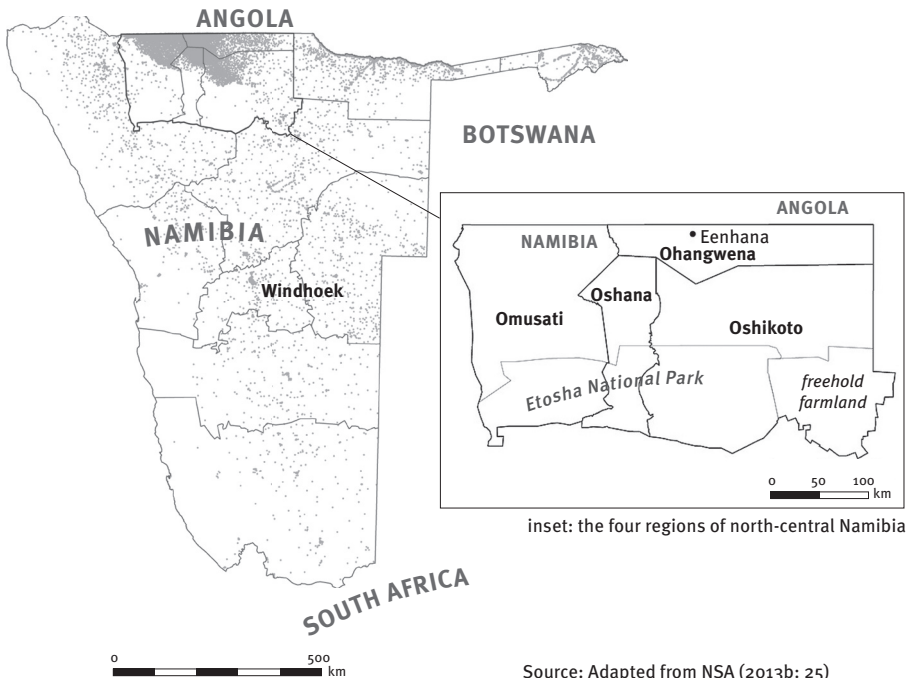 ANGOLA
BOTSWANA
NAMIBIA
Windhoek
SOUTH AFRICA
0 500
km
ANGOLA
NAMIBIA
Eenhana
Ohangwena
Oshana
Omusati
Oshikoto
Etosha National Park
freehold
farmland
0 50 100
km
inset: the four regions of north-central Namibia
Source: Adapted from NSA (2013b: 25)